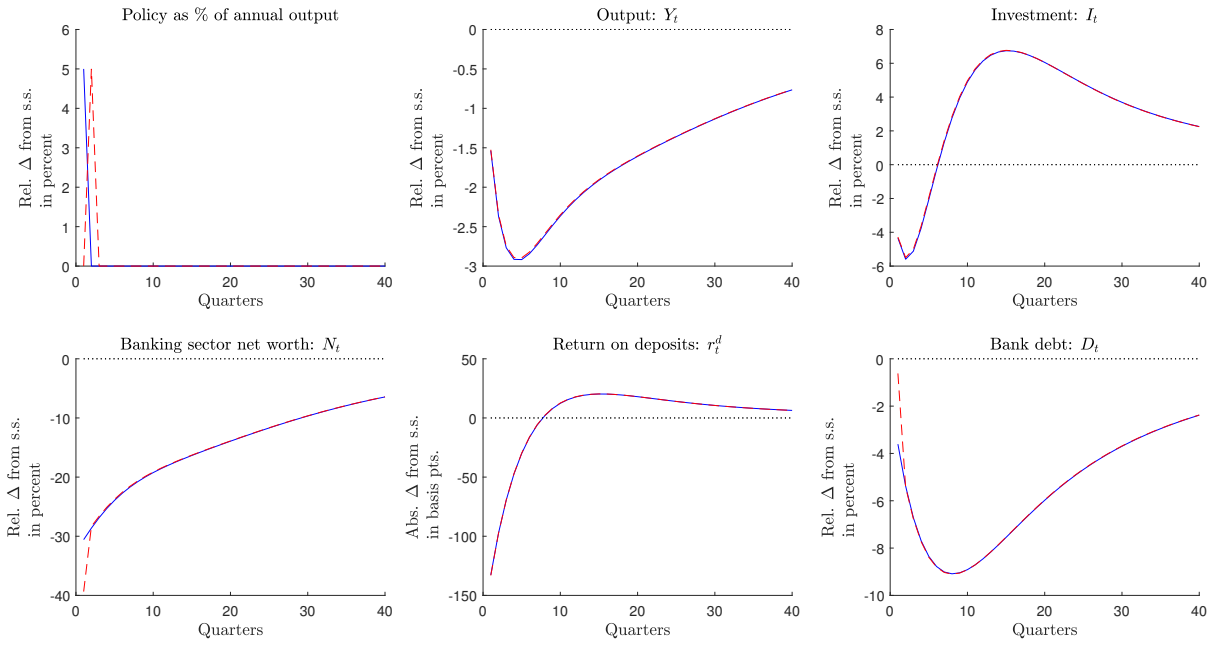 Policy as % of annual output
Rel. Δ from s.s.
in percent
6
5
4
3
2
1
0
0
10
20
30
40
Quarters
Output: Y_t
Rel. Δ from s.s.
in percent
0
-0.5
-1
-1.5
-2
-2.5
-3
0
10
20
30
40
Quarters
Investment: I_t
Rel. Δ from s.s.
in percent
8
6
4
2
0
-2
-4
-6
0
10
20
30
40
Quarters
Banking sector net worth: N_t
Rel. Δ from s.s.
in percent
0
-10
-20
-30
-40
0
10
20
30
40
Quarters
Return on deposits: r_t^d
Abs. Δ from s.s.
in basis pts.
50
0
-50
-100
-150
0
10
20
30
40
Quarters
Bank debt: D_t
Rel. Δ from s.s.
in percent
0
-2
-4
-6
-8
-10
0
10
20
30
40
Quarters